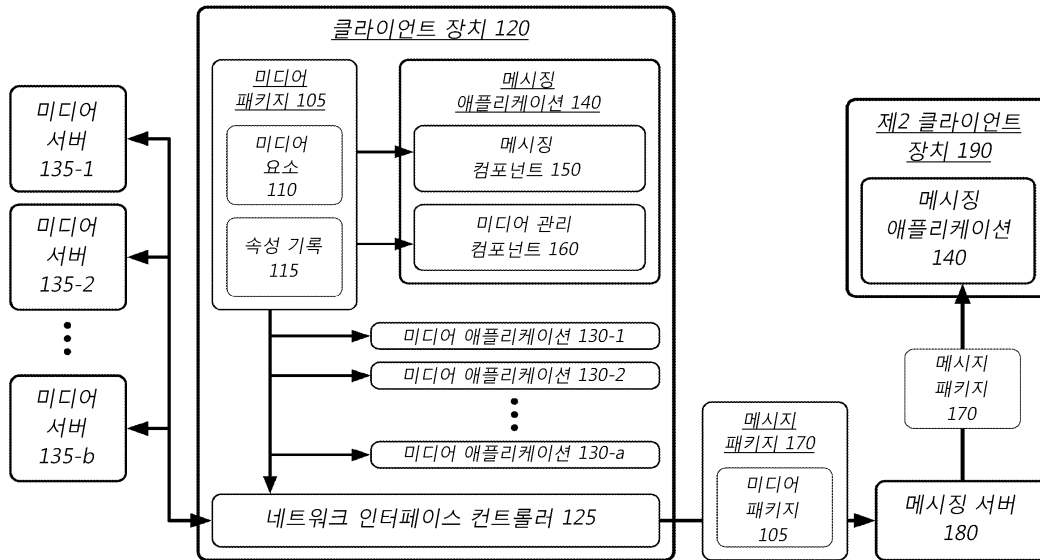 클라이언트 장치 120
미디어
패키지 105
미디어
요소
110
속성 기록
115
메시징
애플리케이션 140
메시징
컴포넌트 150
미디어 관리
컴포넌트 160
미디어
서버
135-1
미디어
서버
135-2
미디어
서버
135-b
미디어 애플리케이션 130-1
미디어 애플리케이션 130-2
미디어 애플리케이션 130-a
네트워크 인터페이스 컨트롤러 125
메시지
패키지 170
미디어
패키지
105
제2 클라이언트
장치 190
메시징
애플리케이션
140
메시지
패키지
170
메시징 서버
180